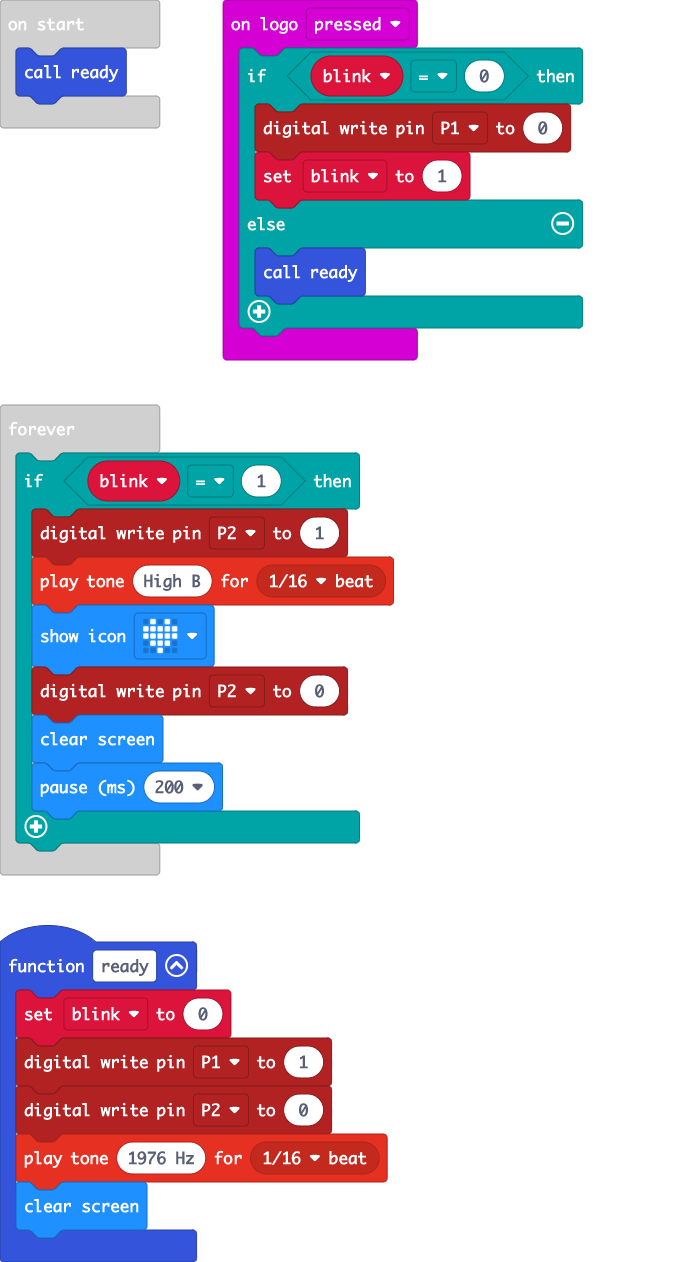 on start
call ready
on logo pressed
if blink = 0 then
digital write pin P1 to 0
set blink to 1
else
call ready
forever
if blink = 1 then
digital write pin P2 to 1
play tone High B for 1/16 beat
show icon
digital write pin P2 to 0
clear screen
pause (ms) 200
function ready
set blink to 0
digital write pin P1 to 1
digital write pin P2 to 0
play tone 1976 Hz for 1/16 beat
clear screen